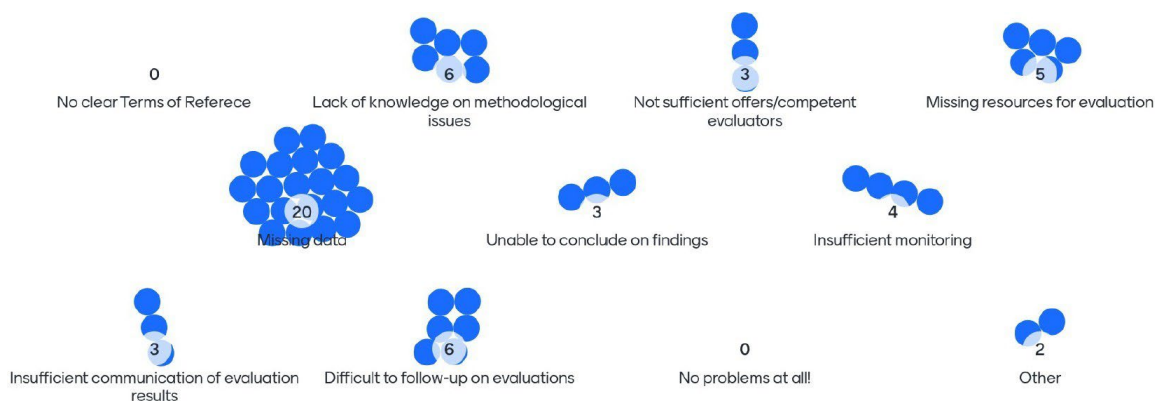 0
No clear Terms of Referece
6
Lack of knowledge on methodological
issues
3
Not sufficient offers/competent
evaluators
5
Missing resources for evaluation
20
Missing data
3
Unable to conclude on findings
4
Insufficient monitoring
3
Insufficient communication of evaluation
results
6
Difficult to follow-up on evaluations
0
No problems at all!
2
Other